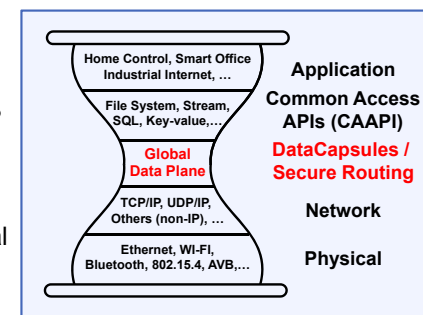 Home Control, Smart Office
Industrial Internet, …
Application
File System, Stream,
SQL, Key-value,…
Common Access
APIs (CAAPI)
Global
Data Plane
DataCapsules /
Secure Routing
TCP/IP, UDP/IP,
Others (non-IP), …
Network
Ethernet, WI-FI,
Bluetooth, 802.15.4, AVB,…
Physical